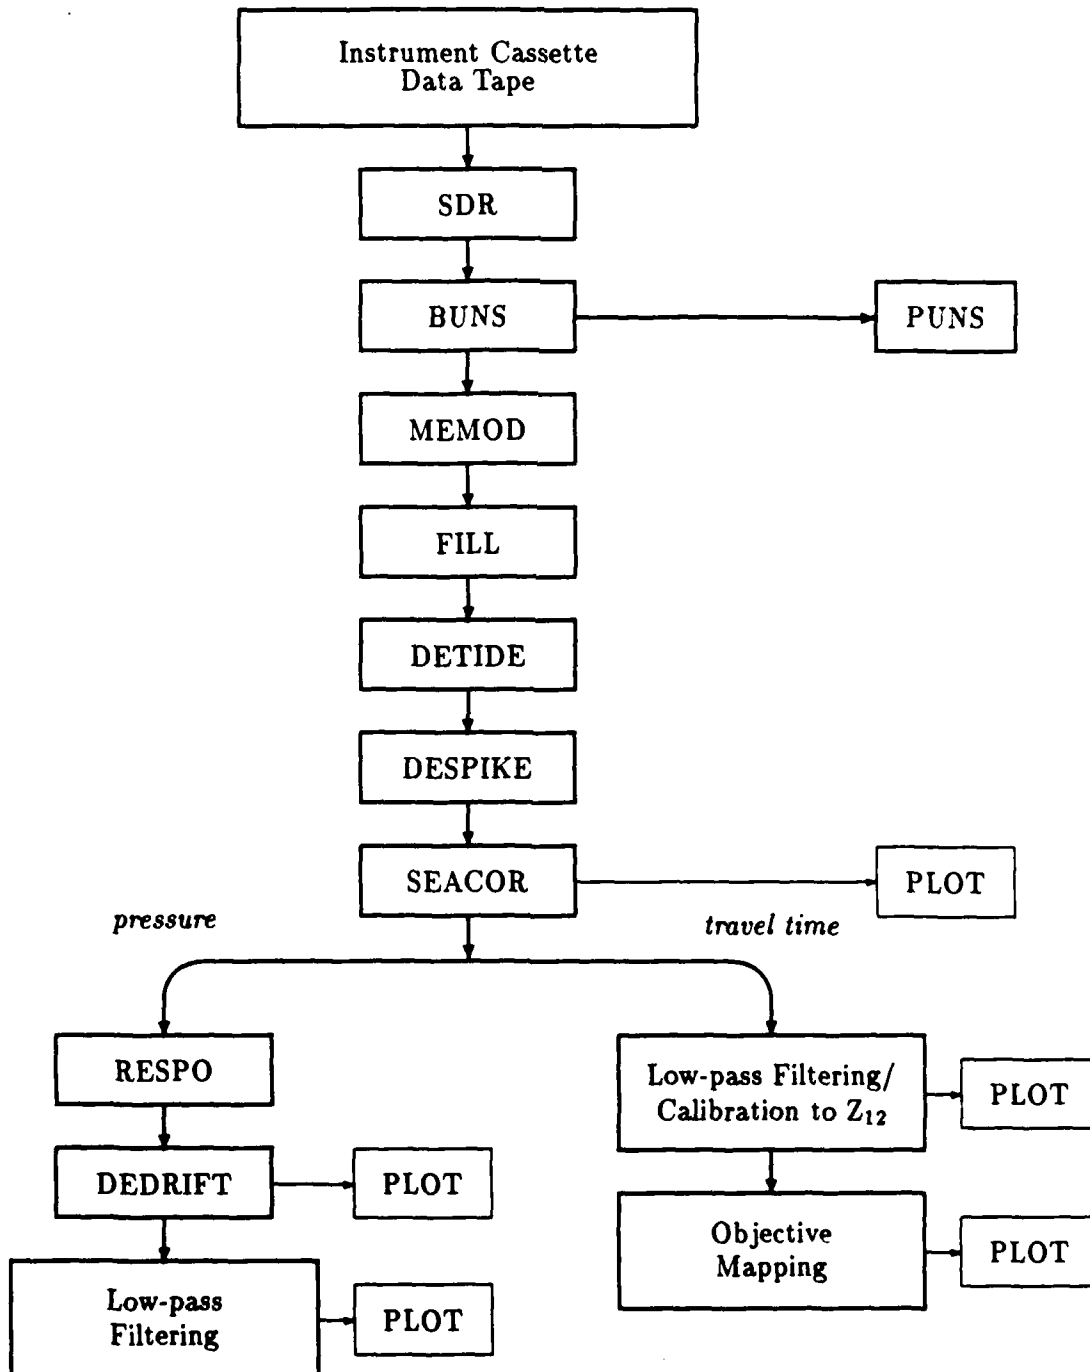 Instrument Cassette
Data Tape
SDR
BUNS
PUNS
MEMOD
FILL
DETIDE
DESPIKE
SEACOR
PLOT
pressure
travel time
RESPO
Low-pass Filtering/
Calibration to Z₁₂
PLOT
DEDRIFT
PLOT
Objective
Mapping
PLOT
Low-pass
Filtering
PLOT